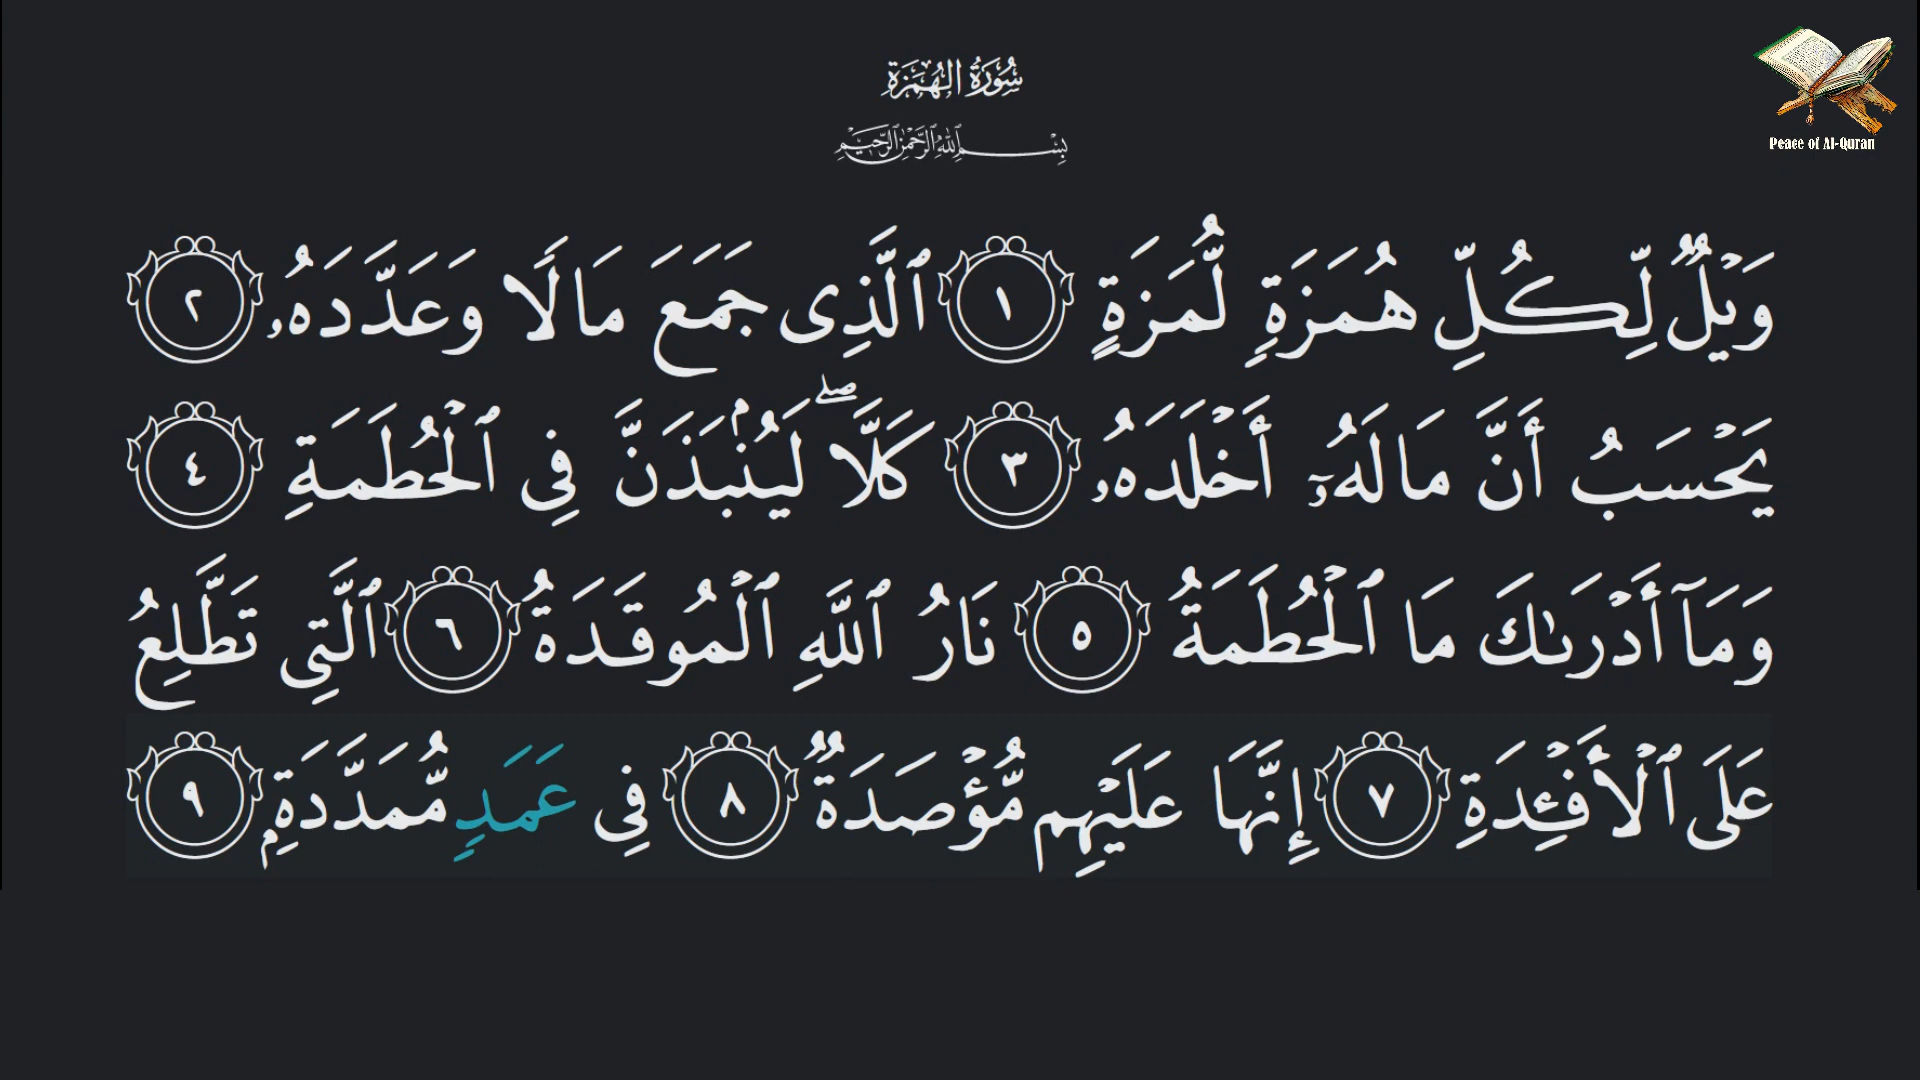 سُورَةُ الهُمَزَةِ
Peace of Al-Quran
بِسْمِ ٱللَّهِ ٱلرَّحْمَٰنِ ٱلرَّحِيمِ
وَيْلٌ لِّكُلِّ هُمَزَةٍ لُّمَزَةٍ ١ ٱلَّذِى جَمَعَ مَالًا وَعَدَّدَهُۥ ٢
يَحْسَبُ أَنَّ مَالَهُۥٓ أَخْلَدَهُۥ ٣ كَلَّا ۖ لَيُنۢبَذَنَّ فِى ٱلْحُطَمَةِ ٤
وَمَآ أَدْرَىٰكَ مَا ٱلْحُطَمَةُ ٥ نَارُ ٱللَّهِ ٱلْمُوقَدَةُ ٦ ٱلَّتِى تَطَّلِعُ
عَلَى ٱلْأَفْـِٔدَةِ ٧ إِنَّهَا عَلَيْهِم مُّؤْصَدَةٌ ٨ فِى عَمَدٍ مُّمَدَّدَةٍۭ ٩